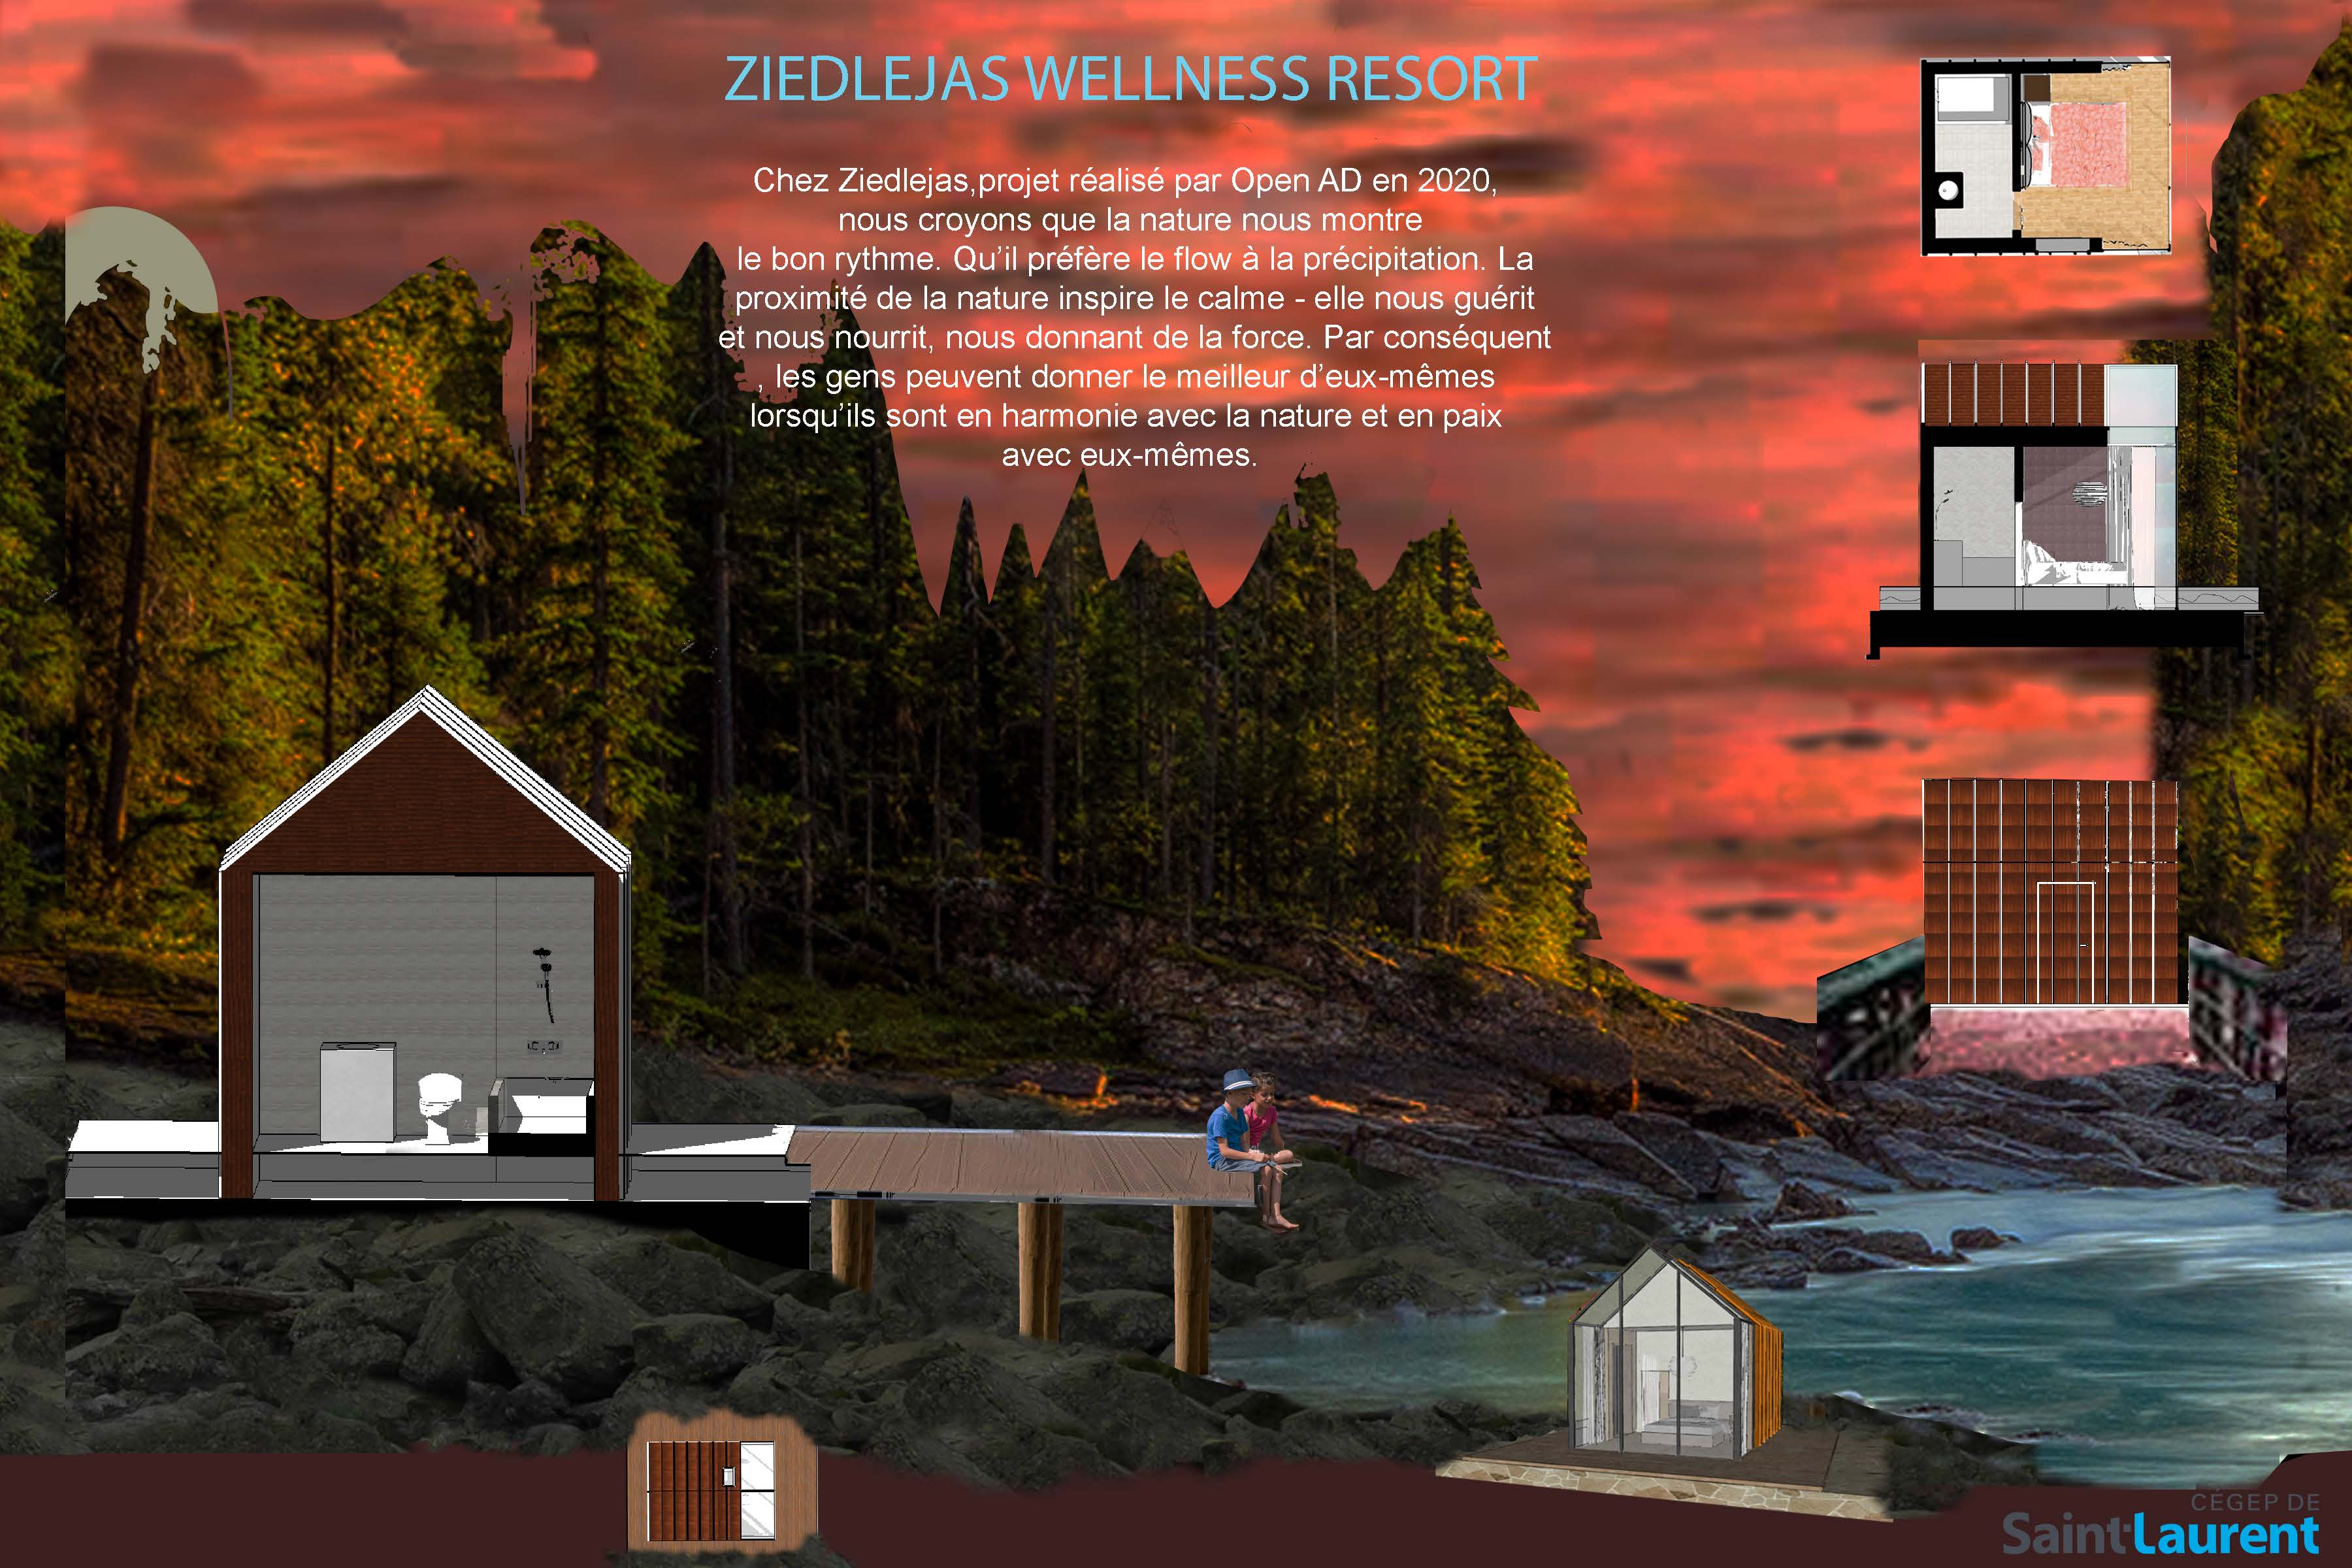 ZIEDLEJAS WELLNESS RESORT
Chez Ziedlejas,projet réalisé par Open AD en 2020,
nous croyons que la nature nous montre
le bon rythme. Qu’il préfère le flow à la précipitation. La
proximité de la nature inspire le calme - elle nous guérit
et nous nourrit, nous donnant de la force. Par conséquent
, les gens peuvent donner le meilleur d’eux-mêmes
lorsqu’ils sont en harmonie avec la nature et en paix
avec eux-mêmes.
CÉGEP DE
Saint-Laurent